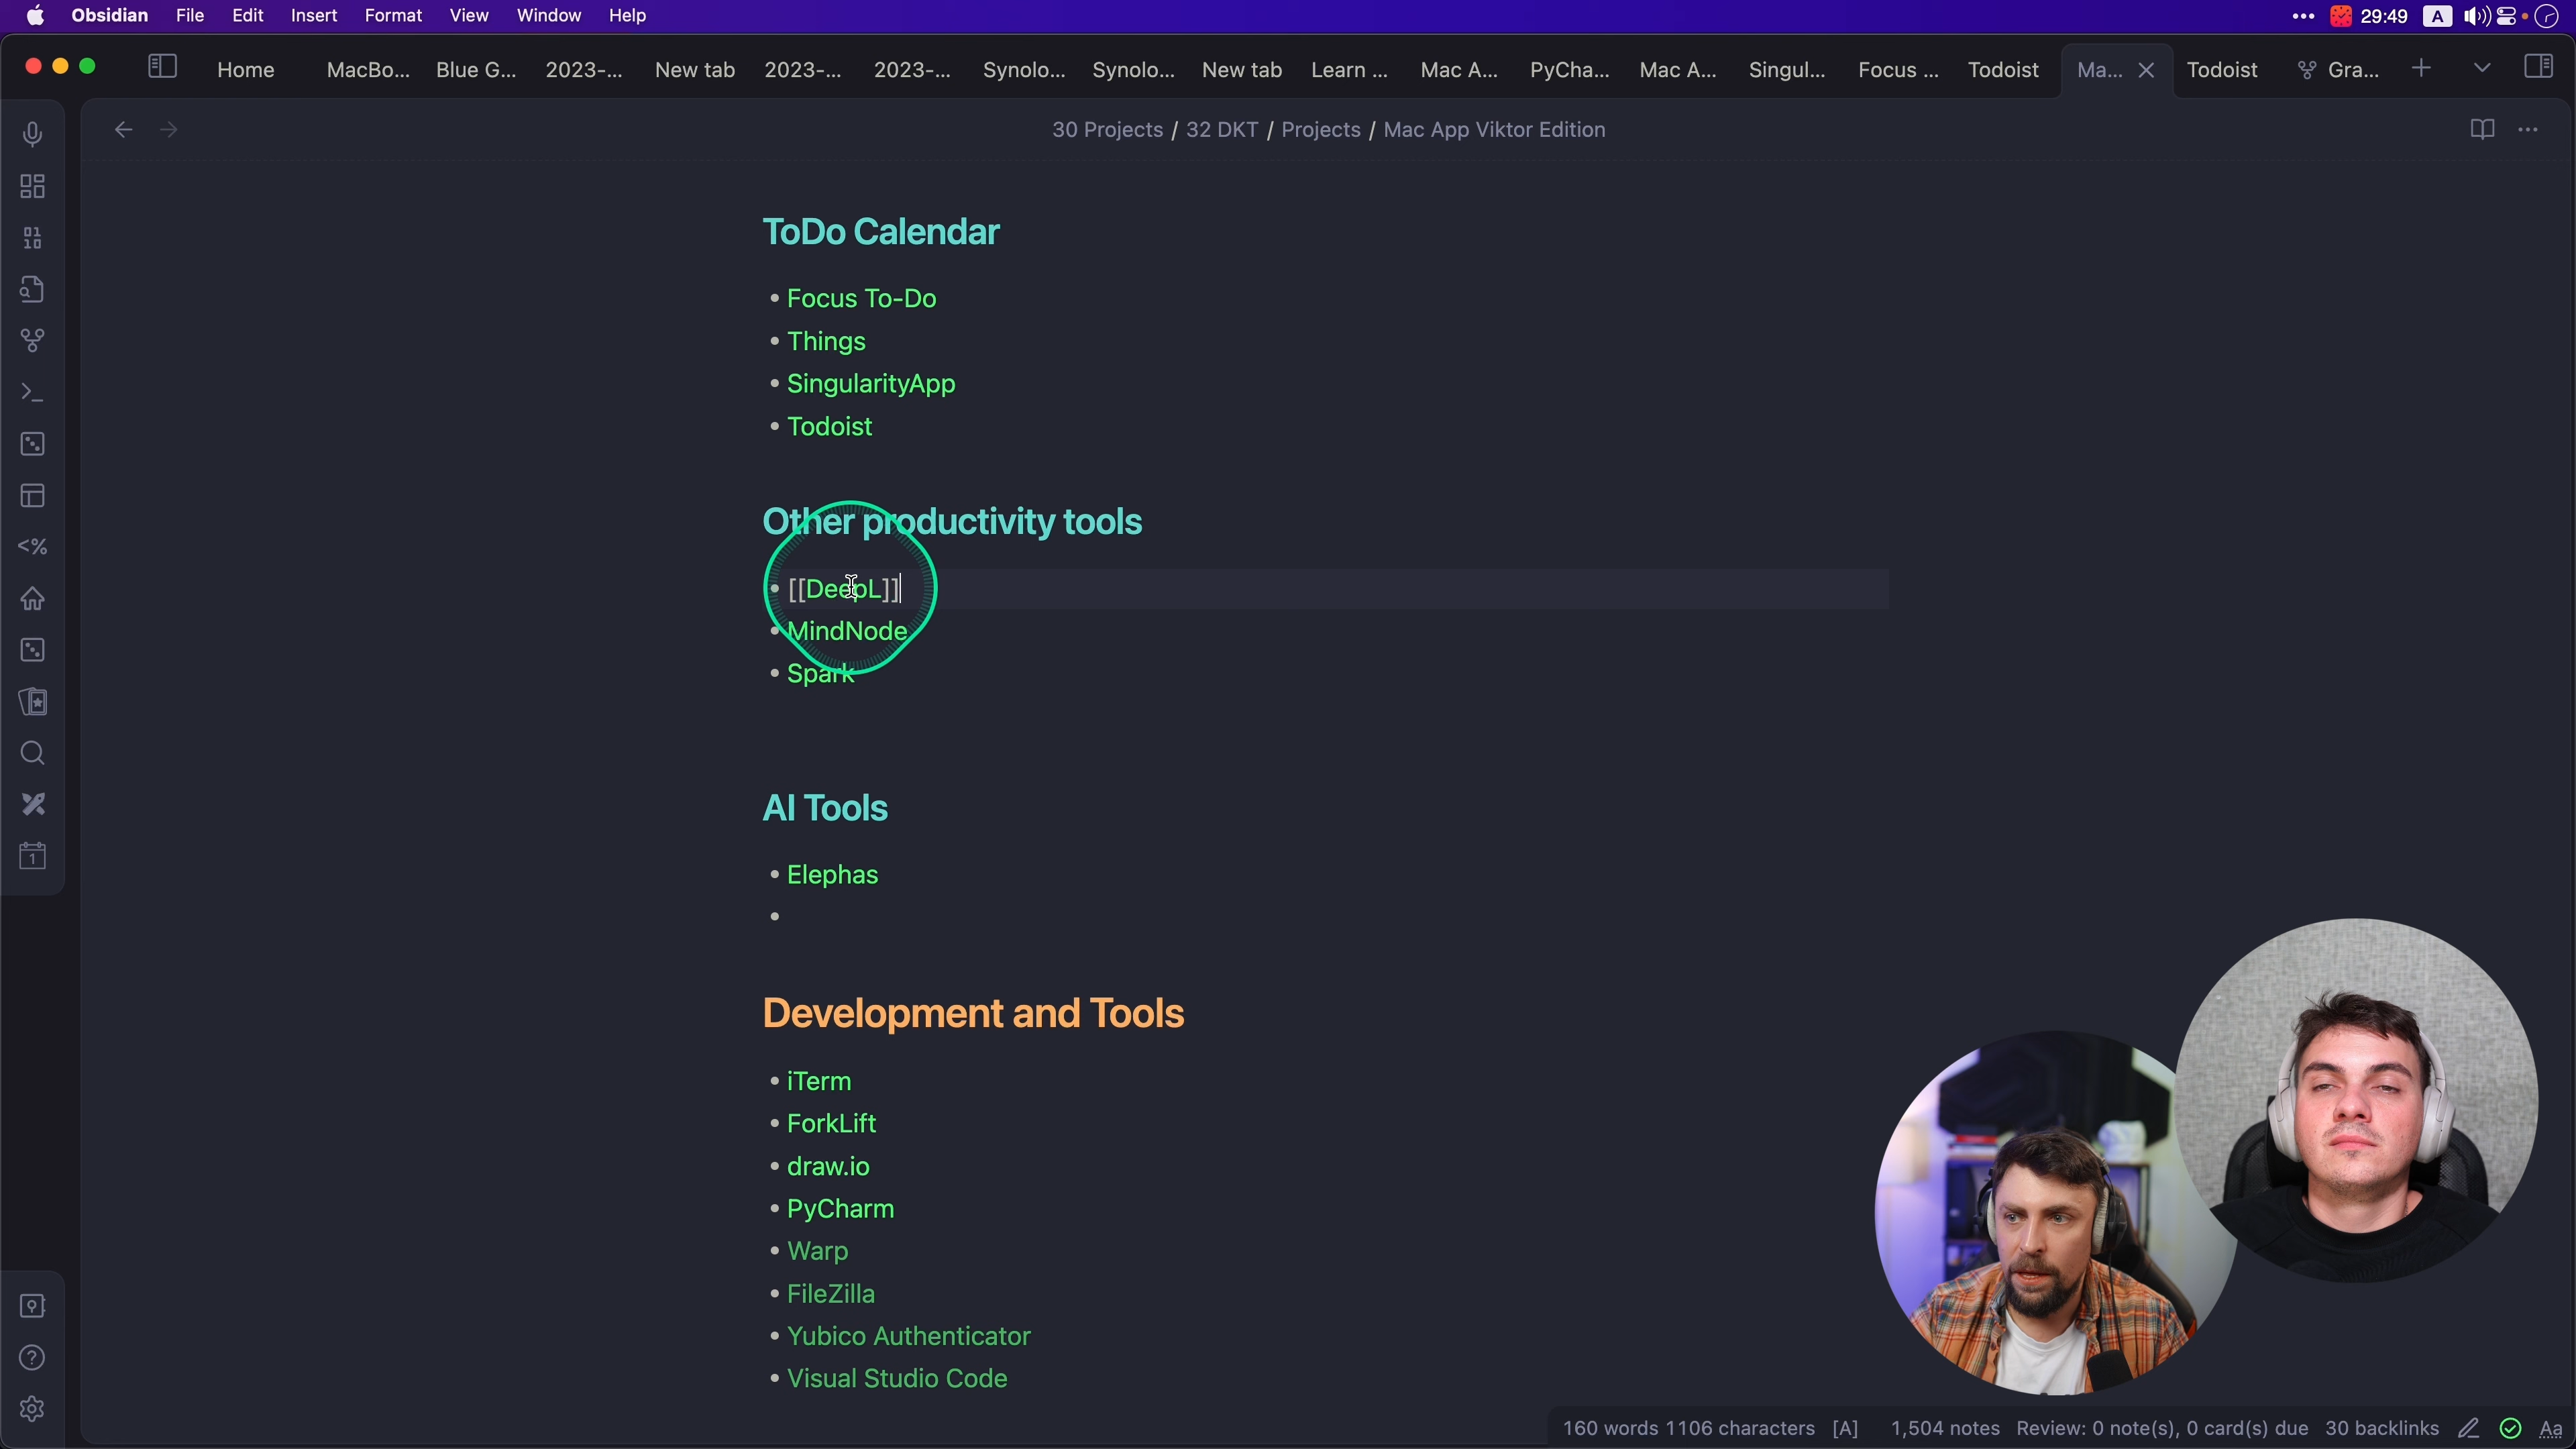 Obsidian File Edit Insert Format View Window Help 29:49 A
Home MacBo... Blue G... 2023-... New tab 2023-... 2023-... Synolo... Synolo... New tab Learn ... Mac A... PyCha... Mac A... Singul... Focus ... Todoist Ma... Todoist Gra...
30 Projects / 32 DKT / Projects / Mac App Viktor Edition
ToDo Calendar
• Focus To-Do
• Things
• SingularityApp
• Todoist
Other productivity tools
• [[DeepL]]
• MindNode
• Spark
AI Tools
• Elephas
•
Development and Tools
• iTerm
• ForkLift
• draw.io
• PyCharm
• Warp
• FileZilla
• Yubico Authenticator
• Visual Studio Code
160 words 1106 characters [A] 1,504 notes Review: 0 note(s), 0 card(s) due 30 backlinks Aa